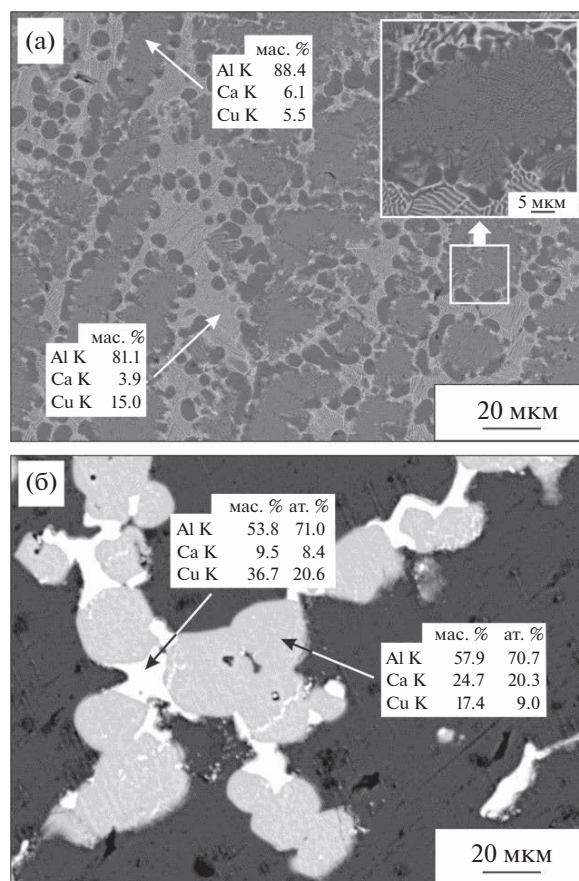 (а)
мас. %
Al K 88.4
Ca K 6.1
Cu K 5.5
5 мкм
мас. %
Al K 81.1
Ca K 3.9
Cu K 15.0
20 мкм
(б)
мас. % ат. %
Al K 53.8 71.0
Ca K 9.5 8.4
Cu K 36.7 20.6
мас. % ат. %
Al K 57.9 70.7
Ca K 24.7 20.3
Cu K 17.4 9.0
20 мкм